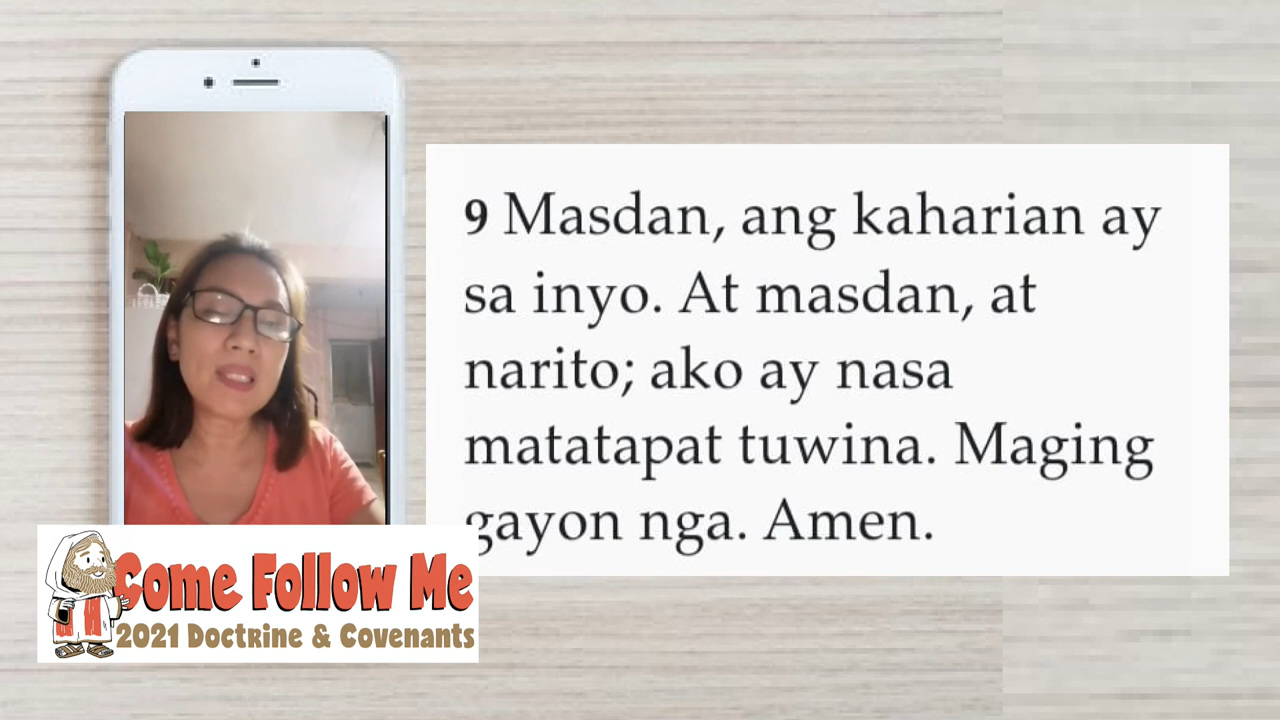 9 Masdan, ang kaharian ay
sa inyo. At masdan, at
narito; ako ay nasa
matatapat tuwina. Maging
gayon nga. Amen.
Come Follow Me
2021 Doctrine & Covenants